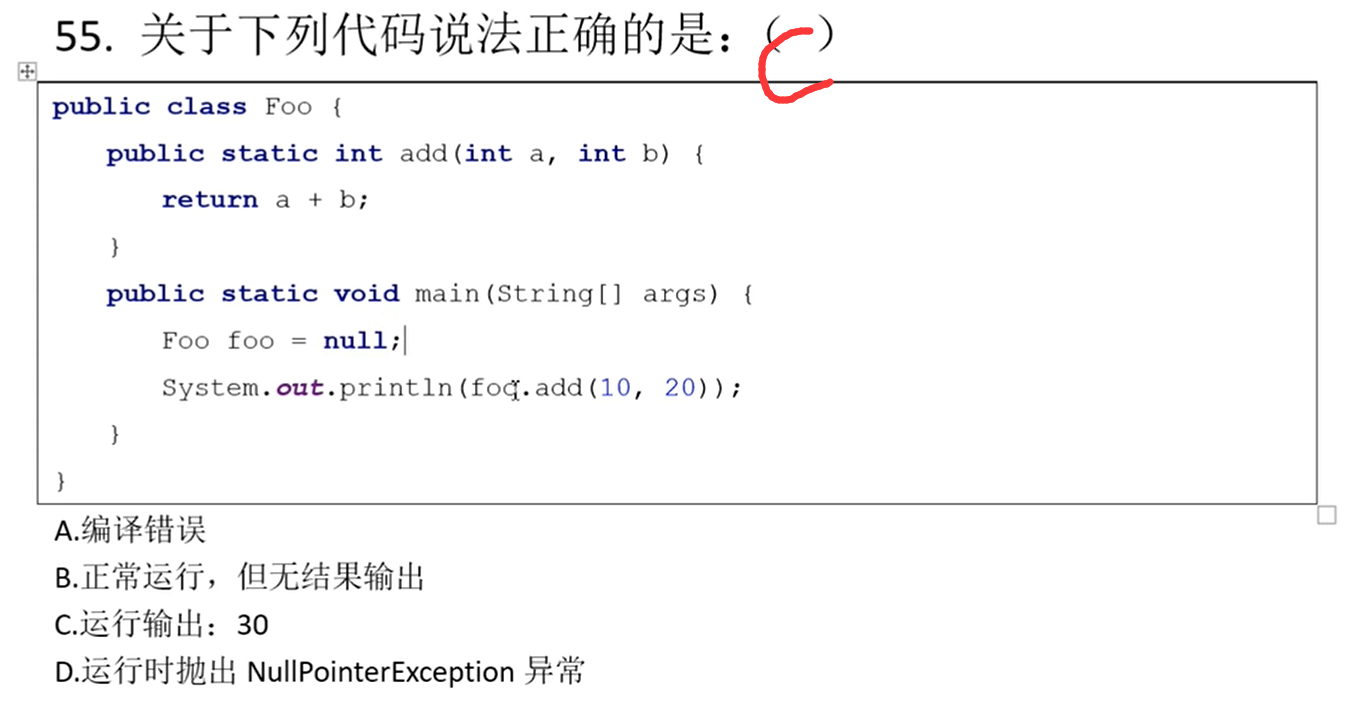 55. 关于下列代码说法正确的是:( C )
public class Foo {
public static int add(int a, int b) {
return a + b;
}
public static void main(String[] args) {
Foo foo = null;
System.out.println(foo.add(10, 20));
}
}
A.编译错误
B.正常运行，但无结果输出
C.运行输出：30
D.运行时抛出 NullPointerException 异常